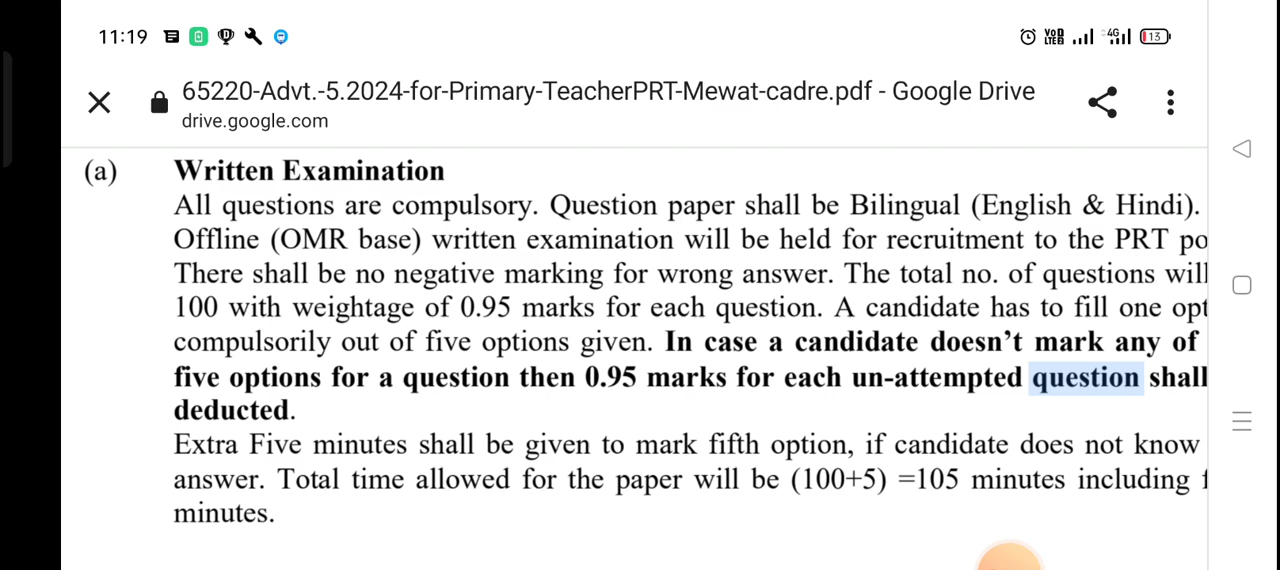 11:19 VoD LTE2 4G 13
65220-Advt.-5.2024-for-Primary-TeacherPRT-Mewat-cadre.pdf - Google Drive
drive.google.com
(a) Written Examination
All questions are compulsory. Question paper shall be Bilingual (English & Hindi).
Offline (OMR base) written examination will be held for recruitment to the PRT po
There shall be no negative marking for wrong answer. The total no. of questions will
100 with weightage of 0.95 marks for each question. A candidate has to fill one opt
compulsorily out of five options given. In case a candidate doesn’t mark any of
five options for a question then 0.95 marks for each un-attempted question shall
deducted.
Extra Five minutes shall be given to mark fifth option, if candidate does not know
answer. Total time allowed for the paper will be (100+5) =105 minutes including f
minutes.